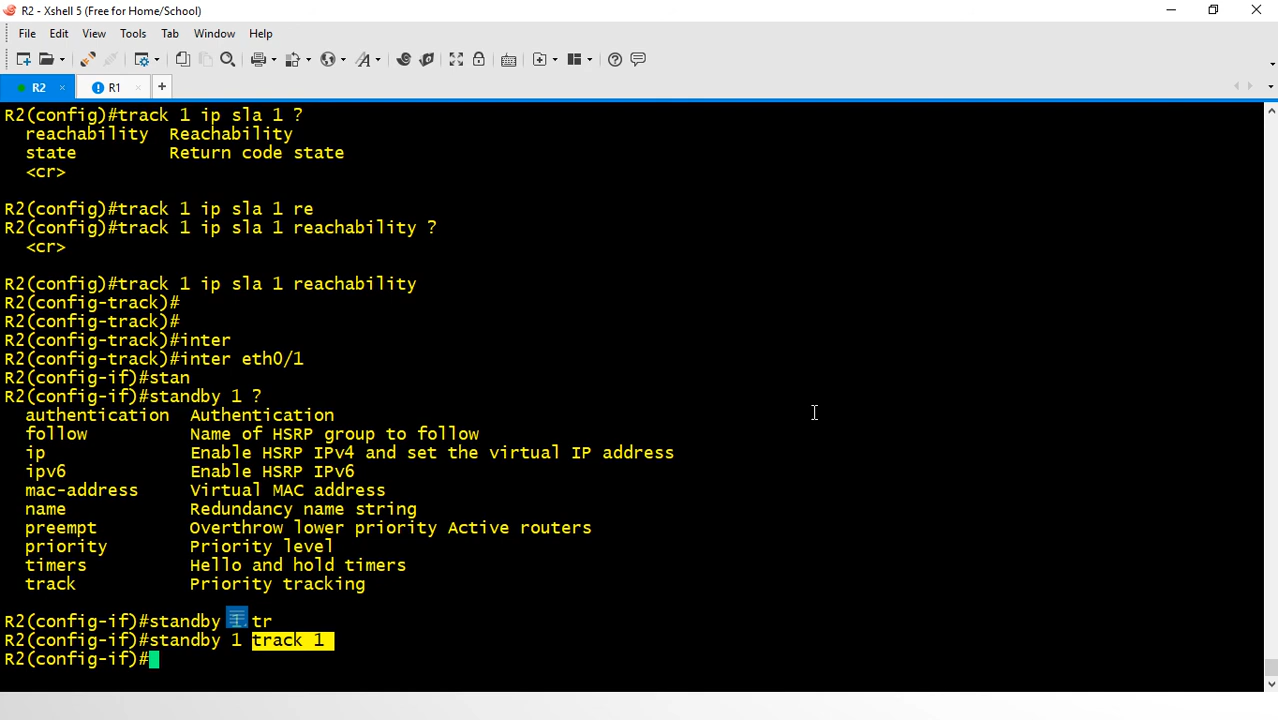 R2 - Xshell 5 (Free for Home/School)
File Edit View Tools Tab Window Help
R2 × R1 × +
R2(config)#track 1 ip sla 1 ?
reachability Reachability
state Return code state
<cr>
R2(config)#track 1 ip sla 1 re
R2(config)#track 1 ip sla 1 reachability ?
<cr>
R2(config)#track 1 ip sla 1 reachability
R2(config-track)#
R2(config-track)#
R2(config-track)#inter
R2(config-track)#inter eth0/1
R2(config-if)#stan
R2(config-if)#standby 1 ?
authentication Authentication
follow Name of HSRP group to follow
ip Enable HSRP IPv4 and set the virtual IP address
ipv6 Enable HSRP IPv6
mac-address Virtual MAC address
name Redundancy name string
preempt Overthrow lower priority Active routers
priority Priority level
timers Hello and hold timers
track Priority tracking
R2(config-if)#standby 1 tr
R2(config-if)#standby 1 track 1
R2(config-if)#